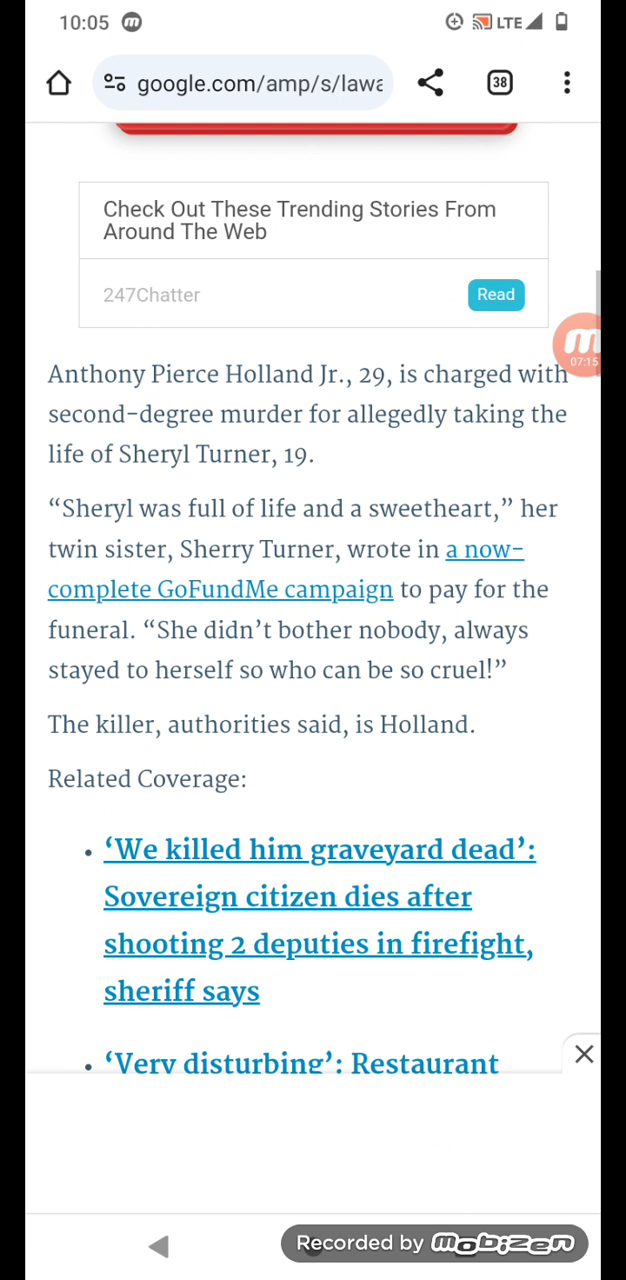 10:05
LTE
google.com/amp/s/lawa
38
Check Out These Trending Stories From
Around The Web
247Chatter
Read
07:15
Anthony Pierce Holland Jr., 29, is charged with
second-degree murder for allegedly taking the
life of Sheryl Turner, 19.
“Sheryl was full of life and a sweetheart,” her
twin sister, Sherry Turner, wrote in a now-
complete GoFundMe campaign to pay for the
funeral. “She didn’t bother nobody, always
stayed to herself so who can be so cruel!”
The killer, authorities said, is Holland.
Related Coverage:
• ‘We killed him graveyard dead’:
Sovereign citizen dies after
shooting 2 deputies in firefight,
sheriff says
• ‘Very disturbing’: Restaurant
Recorded by mobizen